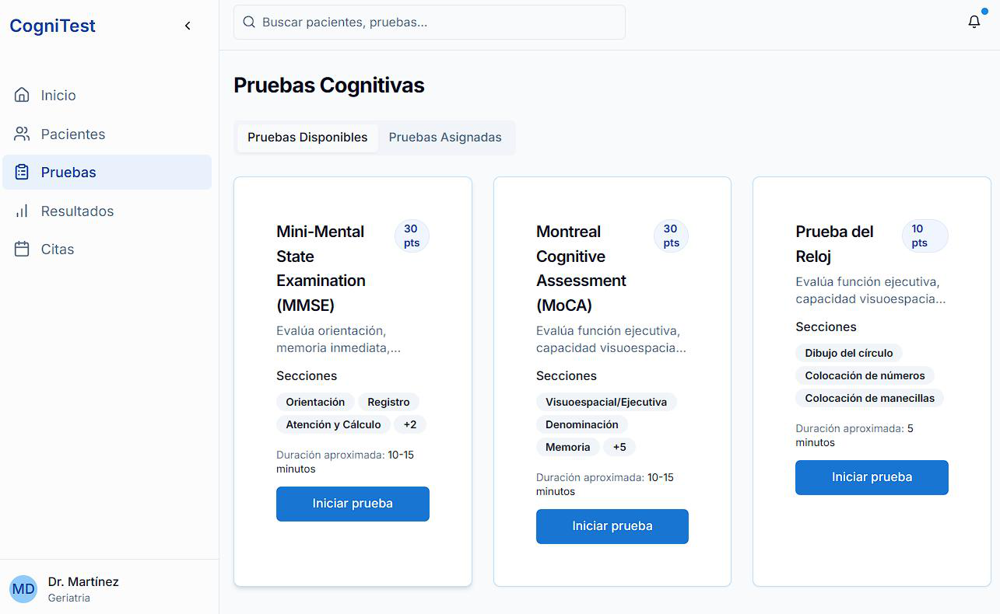 CogniTest
Buscar pacientes, pruebas...
Inicio
Pacientes
Pruebas
Resultados
Citas
MD
Dr. Martínez
Geriatria
Pruebas Cognitivas
Pruebas Disponibles
Pruebas Asignadas
Mini-Mental
State
Examination
(MMSE)
30
pts
Evalúa orientación,
memoria inmediata,...
Secciones
Orientación
Registro
Atención y Cálculo
+2
Duración aproximada: 10-15
minutos
Iniciar prueba
Montreal
Cognitive
Assessment
(MoCA)
30
pts
Evalúa función ejecutiva,
capacidad visuoespacia...
Secciones
Visuoespacial/Ejecutiva
Denominación
Memoria
+5
Duración aproximada: 10-15
minutos
Iniciar prueba
Prueba del
Reloj
10
pts
Evalúa función ejecutiva,
capacidad visuoespacia...
Secciones
Dibujo del círculo
Colocación de números
Colocación de manecillas
Duración aproximada: 5
minutos
Iniciar prueba